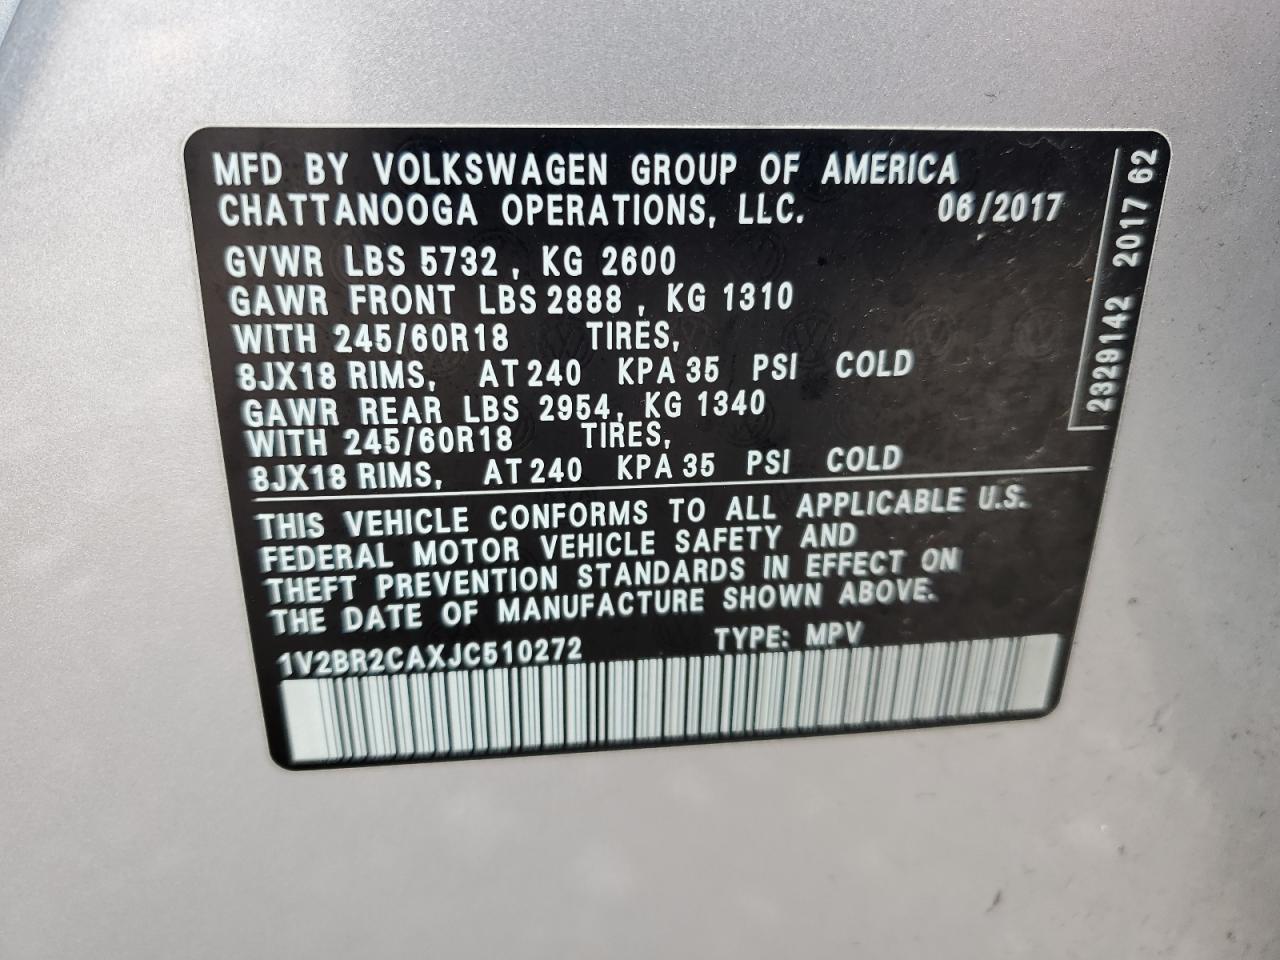 MFD BY VOLKSWAGEN GROUP OF AMERICA
CHATTANOOGA OPERATIONS, LLC. 06/2017
GVWR LBS 5732, KG 2600
GAWR FRONT LBS 2888, KG 1310
WITH 245/60R18 TIRES,
8JX18 RIMS, AT 240 KPA 35 PSI COLD
GAWR REAR LBS 2954, KG 1340
WITH 245/60R18 TIRES,
8JX18 RIMS, AT 240 KPA 35 PSI COLD
THIS VEHICLE CONFORMS TO ALL APPLICABLE U.S.
FEDERAL MOTOR VEHICLE SAFETY AND
THEFT PREVENTION STANDARDS IN EFFECT ON
THE DATE OF MANUFACTURE SHOWN ABOVE.
1V2BR2CAXJC510272 TYPE: MPV
2329142 2017 62